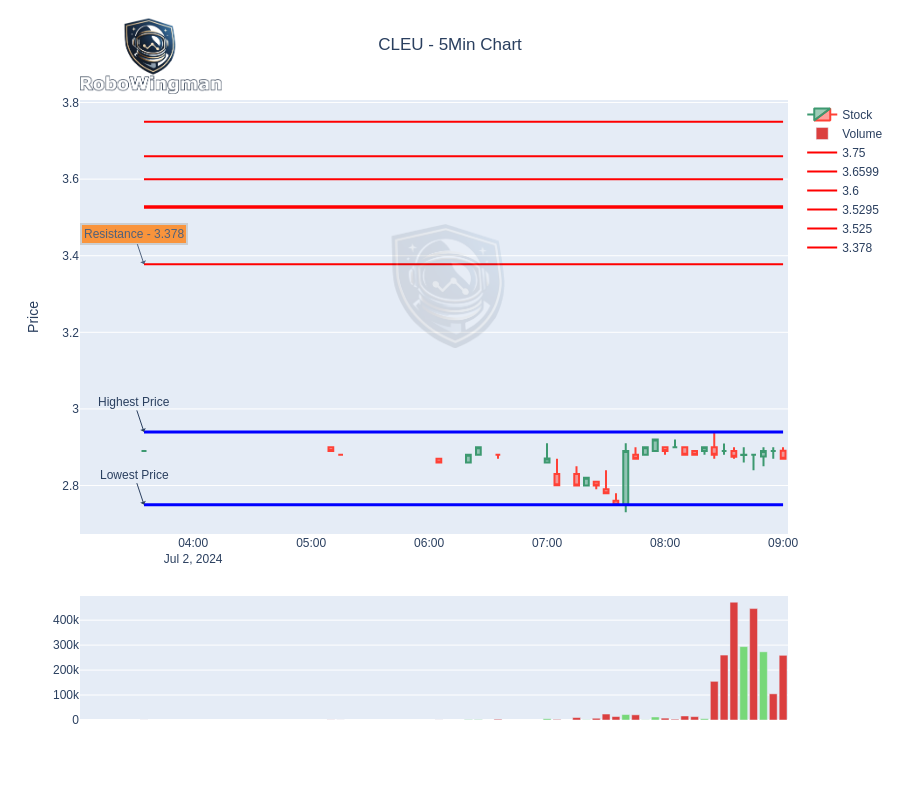 RoboWingman
CLEU - 5Min Chart
Stock
Volume
3.75
3.6599
3.6
3.5295
3.525
3.378
Price
3.8
3.6
3.4
3.2
3
2.8
Resistance - 3.378
Highest Price
Lowest Price
04:00
05:00
06:00
07:00
08:00
09:00
Jul 2, 2024
400k
300k
200k
100k
0